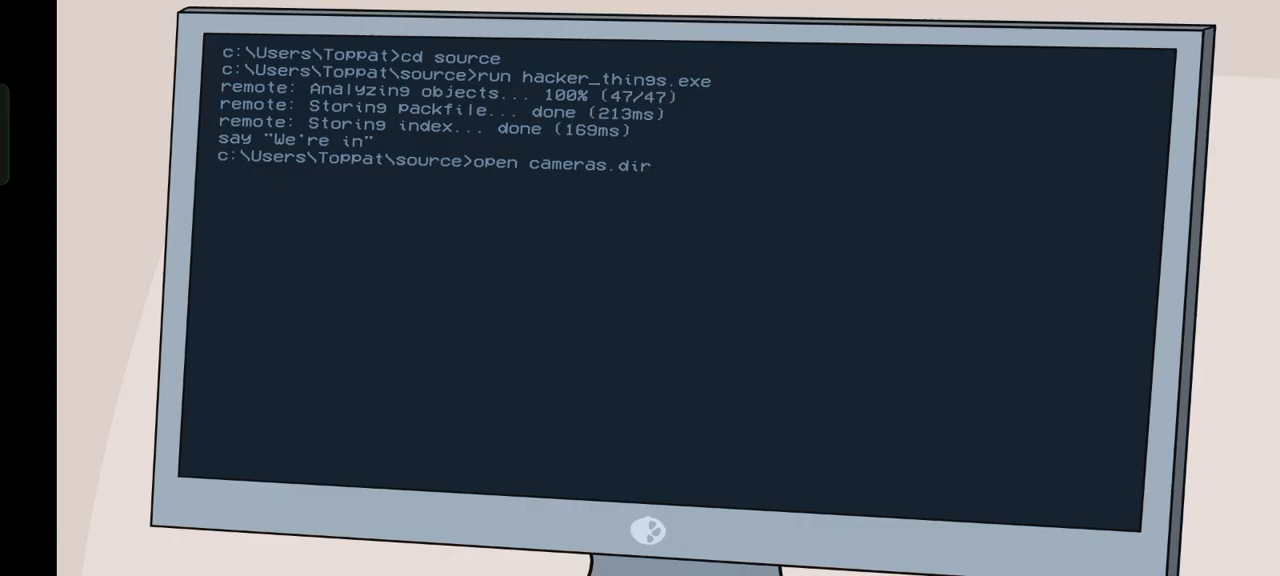 c:\Users\Toppat>cd source
c:\Users\Toppat\source>run hacker_things.exe
remote: Analyzing objects... 100% (47/47)
remote: Storing packfile... done (213ms)
remote: Storing index... done (169ms)
say "We're in"
c:\Users\Toppat\source>open cameras.dir